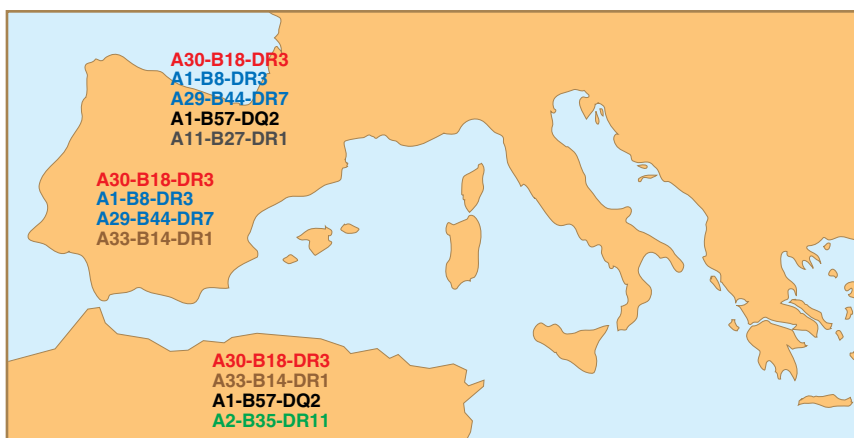 A30-B18-DR3
A1-B8-DR3
A29-B44-DR7
A1-B57-DQ2
A11-B27-DR1
A30-B18-DR3
A1-B8-DR3
A29-B44-DR7
A33-B14-DR1
A30-B18-DR3
A33-B14-DR1
A1-B57-DQ2
A2-B35-DR11